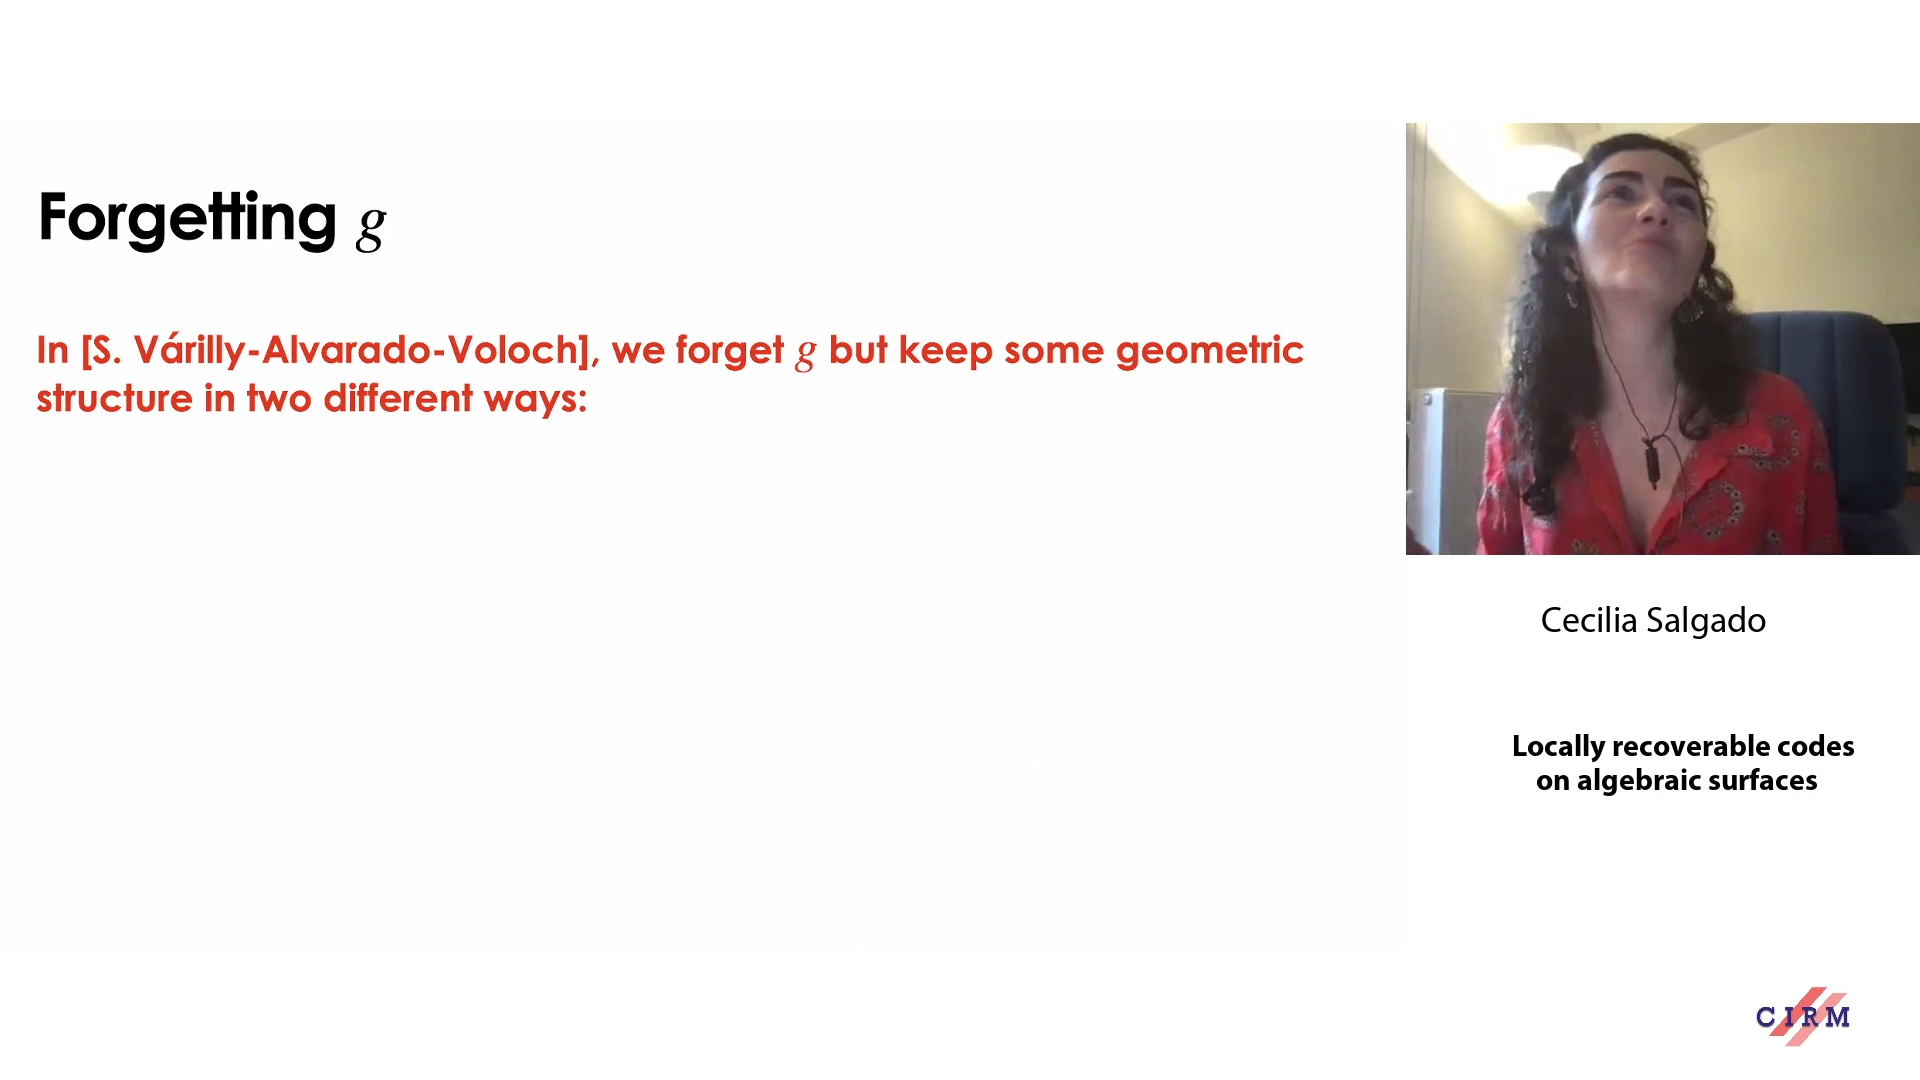 Forgetting g
In [S. Várilly-Alvarado-Voloch], we forget g but keep some geometric
structure in two different ways:
Cecilia Salgado
Locally recoverable codes
on algebraic surfaces
CIRM